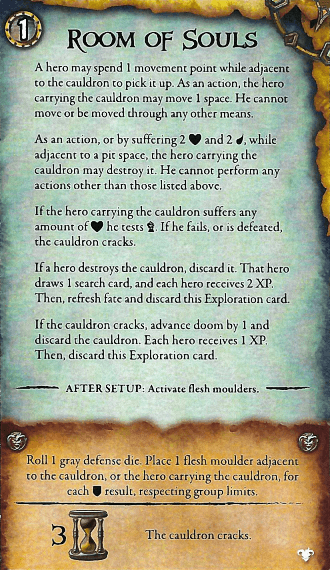 1
ROOM OF SOULS
A hero may spend 1 movement point while adjacent
to the cauldron to pick it up. As an action, the hero
carrying the cauldron may move 1 space. He cannot
move or be moved through any other means.
As an action, or by suffering 2 ♥ and 2 , while
adjacent to a pit space, the hero carrying the
cauldron may destroy it. He cannot perform any
actions other than those listed above.
If the hero carrying the cauldron suffers any
amount of ♥ he tests . If he fails, or is defeated,
the cauldron cracks.
If a hero destroys the cauldron, discard it. That hero
draws 1 search card, and each hero receives 2 XP.
Then, refresh fate and discard this Exploration card.
If the cauldron cracks, advance doom by 1 and
discard the cauldron. Each hero receives 1 XP.
Then, discard this Exploration card.
AFTER SETUP: Activate flesh moulders.
Roll 1 gray defense die. Place 1 flesh moulder adjacent
to the cauldron, or the hero carrying the cauldron, for
each result, respecting group limits.
3 The cauldron cracks.